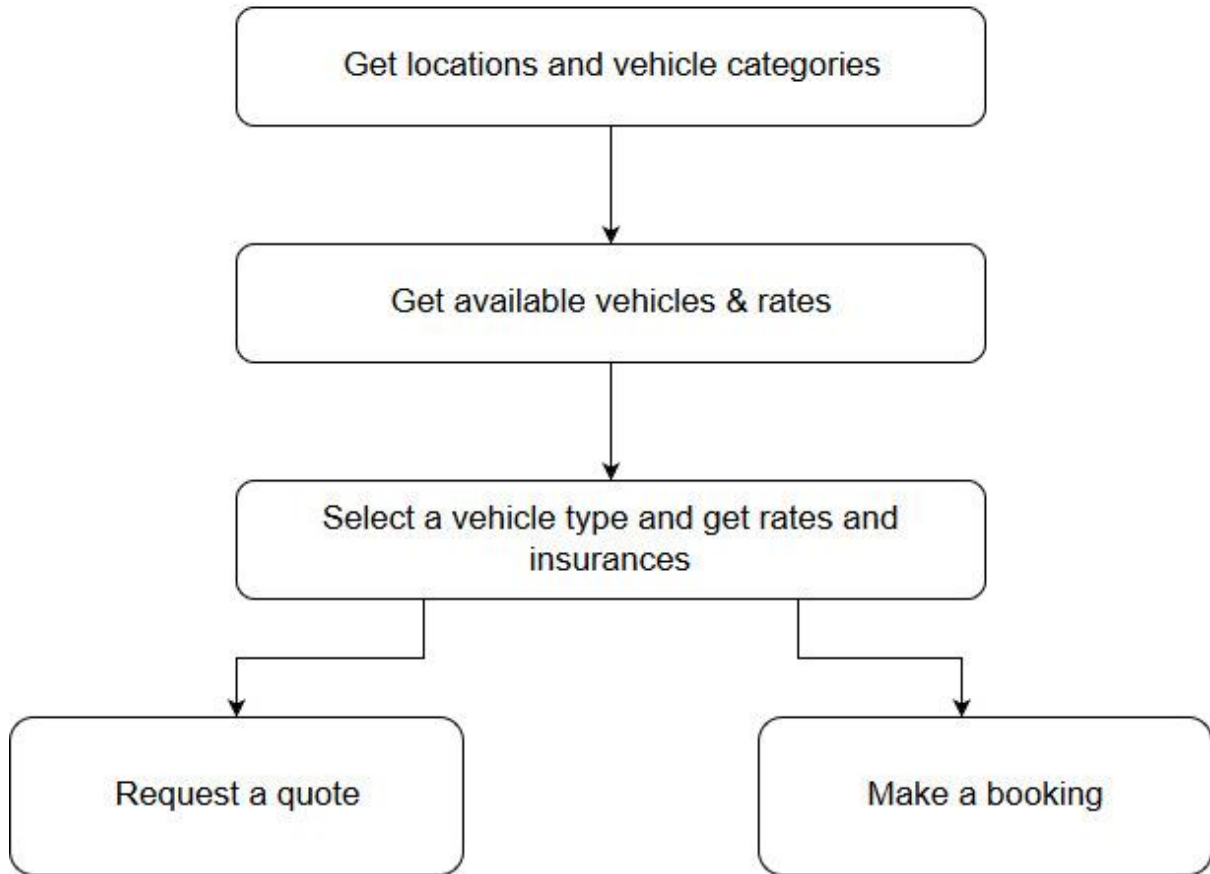 Get locations and vehicle categories
Get available vehicles & rates
Select a vehicle type and get rates and
insurances
Request a quote
Make a booking